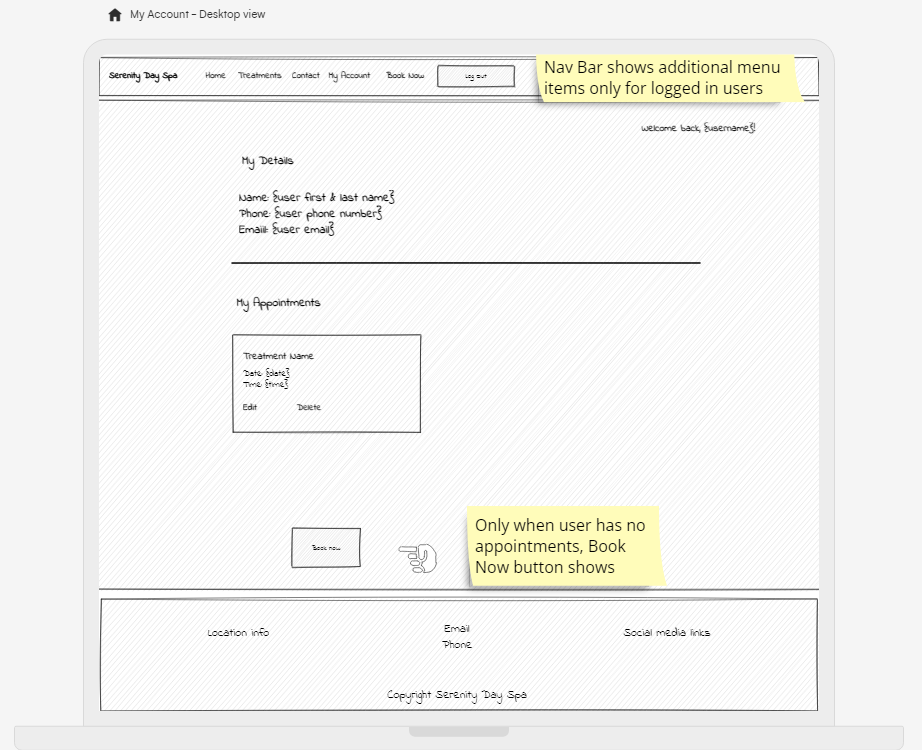 My Account - Desktop view
Serenity Day Spa Home Treatments Contact My Account Book Now Log out
Nav Bar shows additional menu
items only for logged in users
Welcome back, {username}!
My Details
Name: {user first & last name}
Phone: {user phone number}
Email: {user email}
My Appointments
Treatment Name
Date: {date}
Time: {time}
Edit Delete
Book now
Only when user has no
appointments, Book
Now button shows
Location info
Email
Phone
Social media links
Copyright Serenity Day Spa